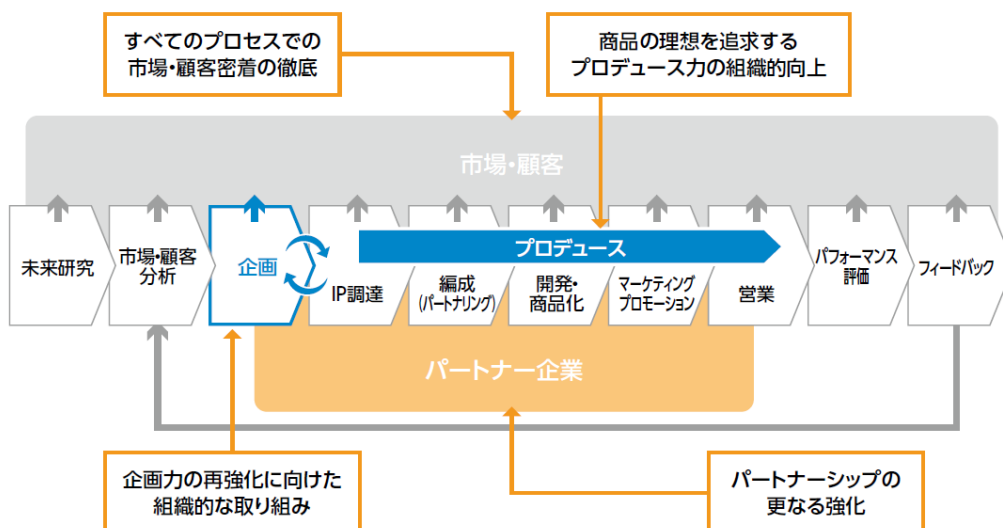 すべてのプロセスでの
市場・顧客密着の徹底
商品の理想を追求する
プロデュース力の組織的向上
市場・顧客
未来研究
市場・顧客
分析
企画
IP調達
プロデュース
編成
(パートナリング)
開発・
商品化
マーケティング
プロモーション
営業
パフォーマンス
評価
フィードバック
パートナー企業
企画力の再強化に向けた
組織的な取り組み
パートナーシップの
更なる強化